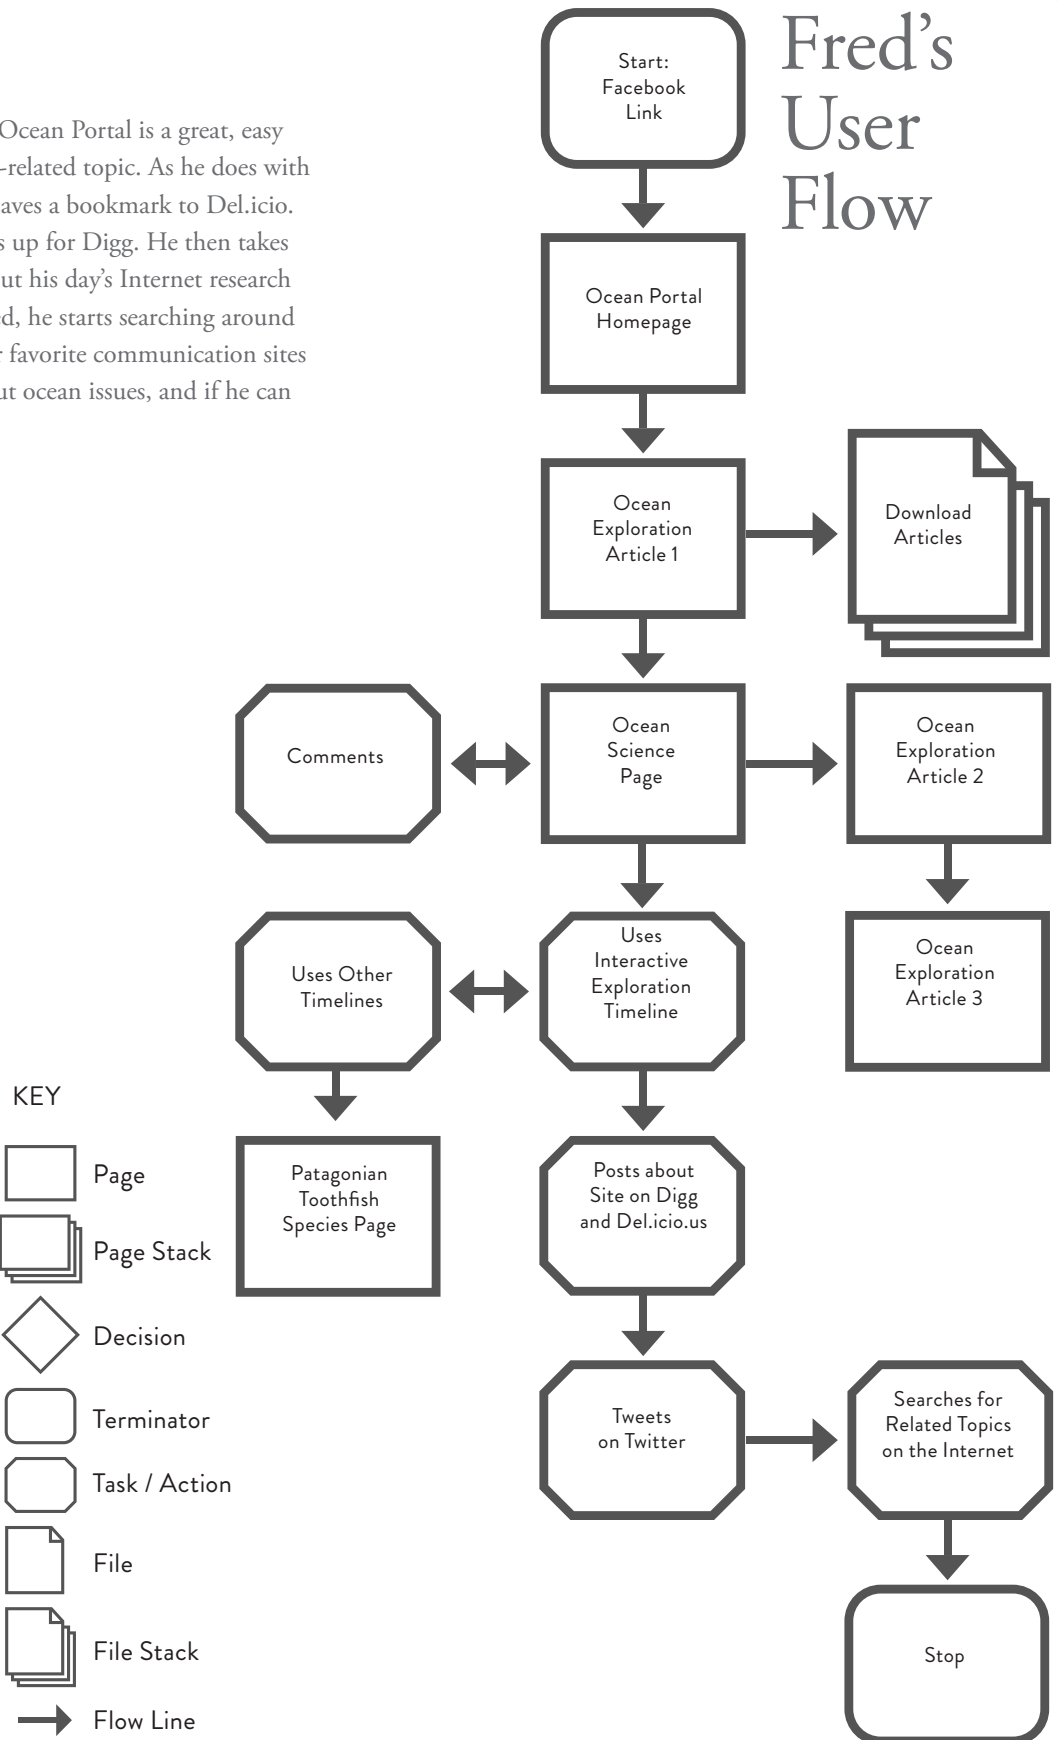 Fred's
User
Flow
Ocean Portal is a great, easy
-related topic. As he does with
aves a bookmark to Del.icio.
s up for Digg. He then takes
ut his day's Internet research
ed, he starts searching around
r favorite communication sites
ut ocean issues, and if he can
Start:
Facebook
Link
Ocean Portal
Homepage
Ocean
Exploration
Article 1
Download
Articles
Comments
Ocean
Science
Page
Ocean
Exploration
Article 2
Uses Other
Timelines
Uses
Interactive
Exploration
Timeline
Ocean
Exploration
Article 3
Patagonian
Toothfish
Species Page
Posts about
Site on Digg
and Del.icio.us
Tweets
on Twitter
Searches for
Related Topics
on the Internet
Stop
KEY
Page
Page Stack
Decision
Terminator
Task / Action
File
File Stack
Flow Line